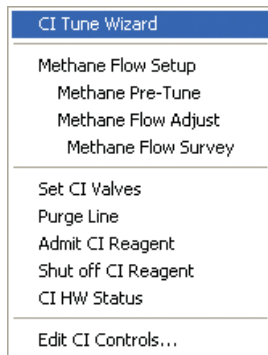 CI Tune Wizard
Methane Flow Setup
Methane Pre-Tune
Methane Flow Adjust
Methane Flow Survey
Set CI Valves
Purge Line
Admit CI Reagent
Shut off CI Reagent
CI HW Status
Edit CI Controls...